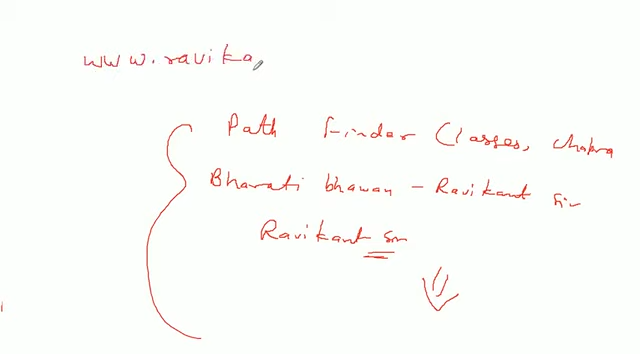 www.ravika
Path Finder Classes, Chapra
Bharati bhawan - Ravikant Sir
Ravikant Sir